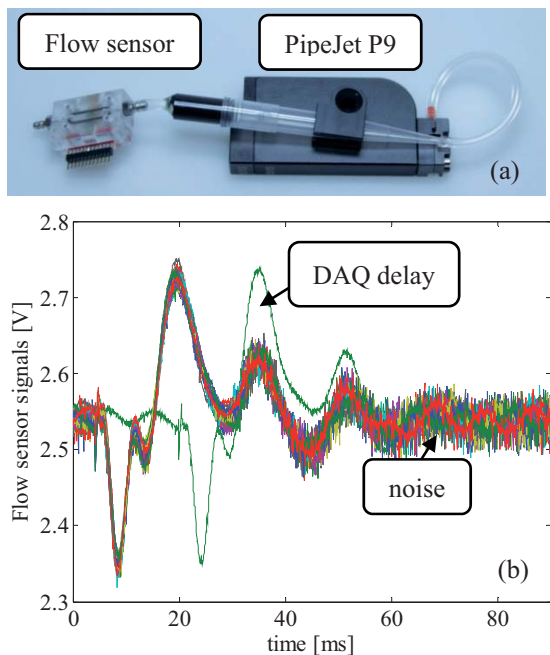 Flow sensor
PipeJet P9
(a)
2.8
2.7
2.6
2.5
2.4
2.3
Flow sensor signals [V]
DAQ delay
noise
(b)
0 20 40 60 80
time [ms]